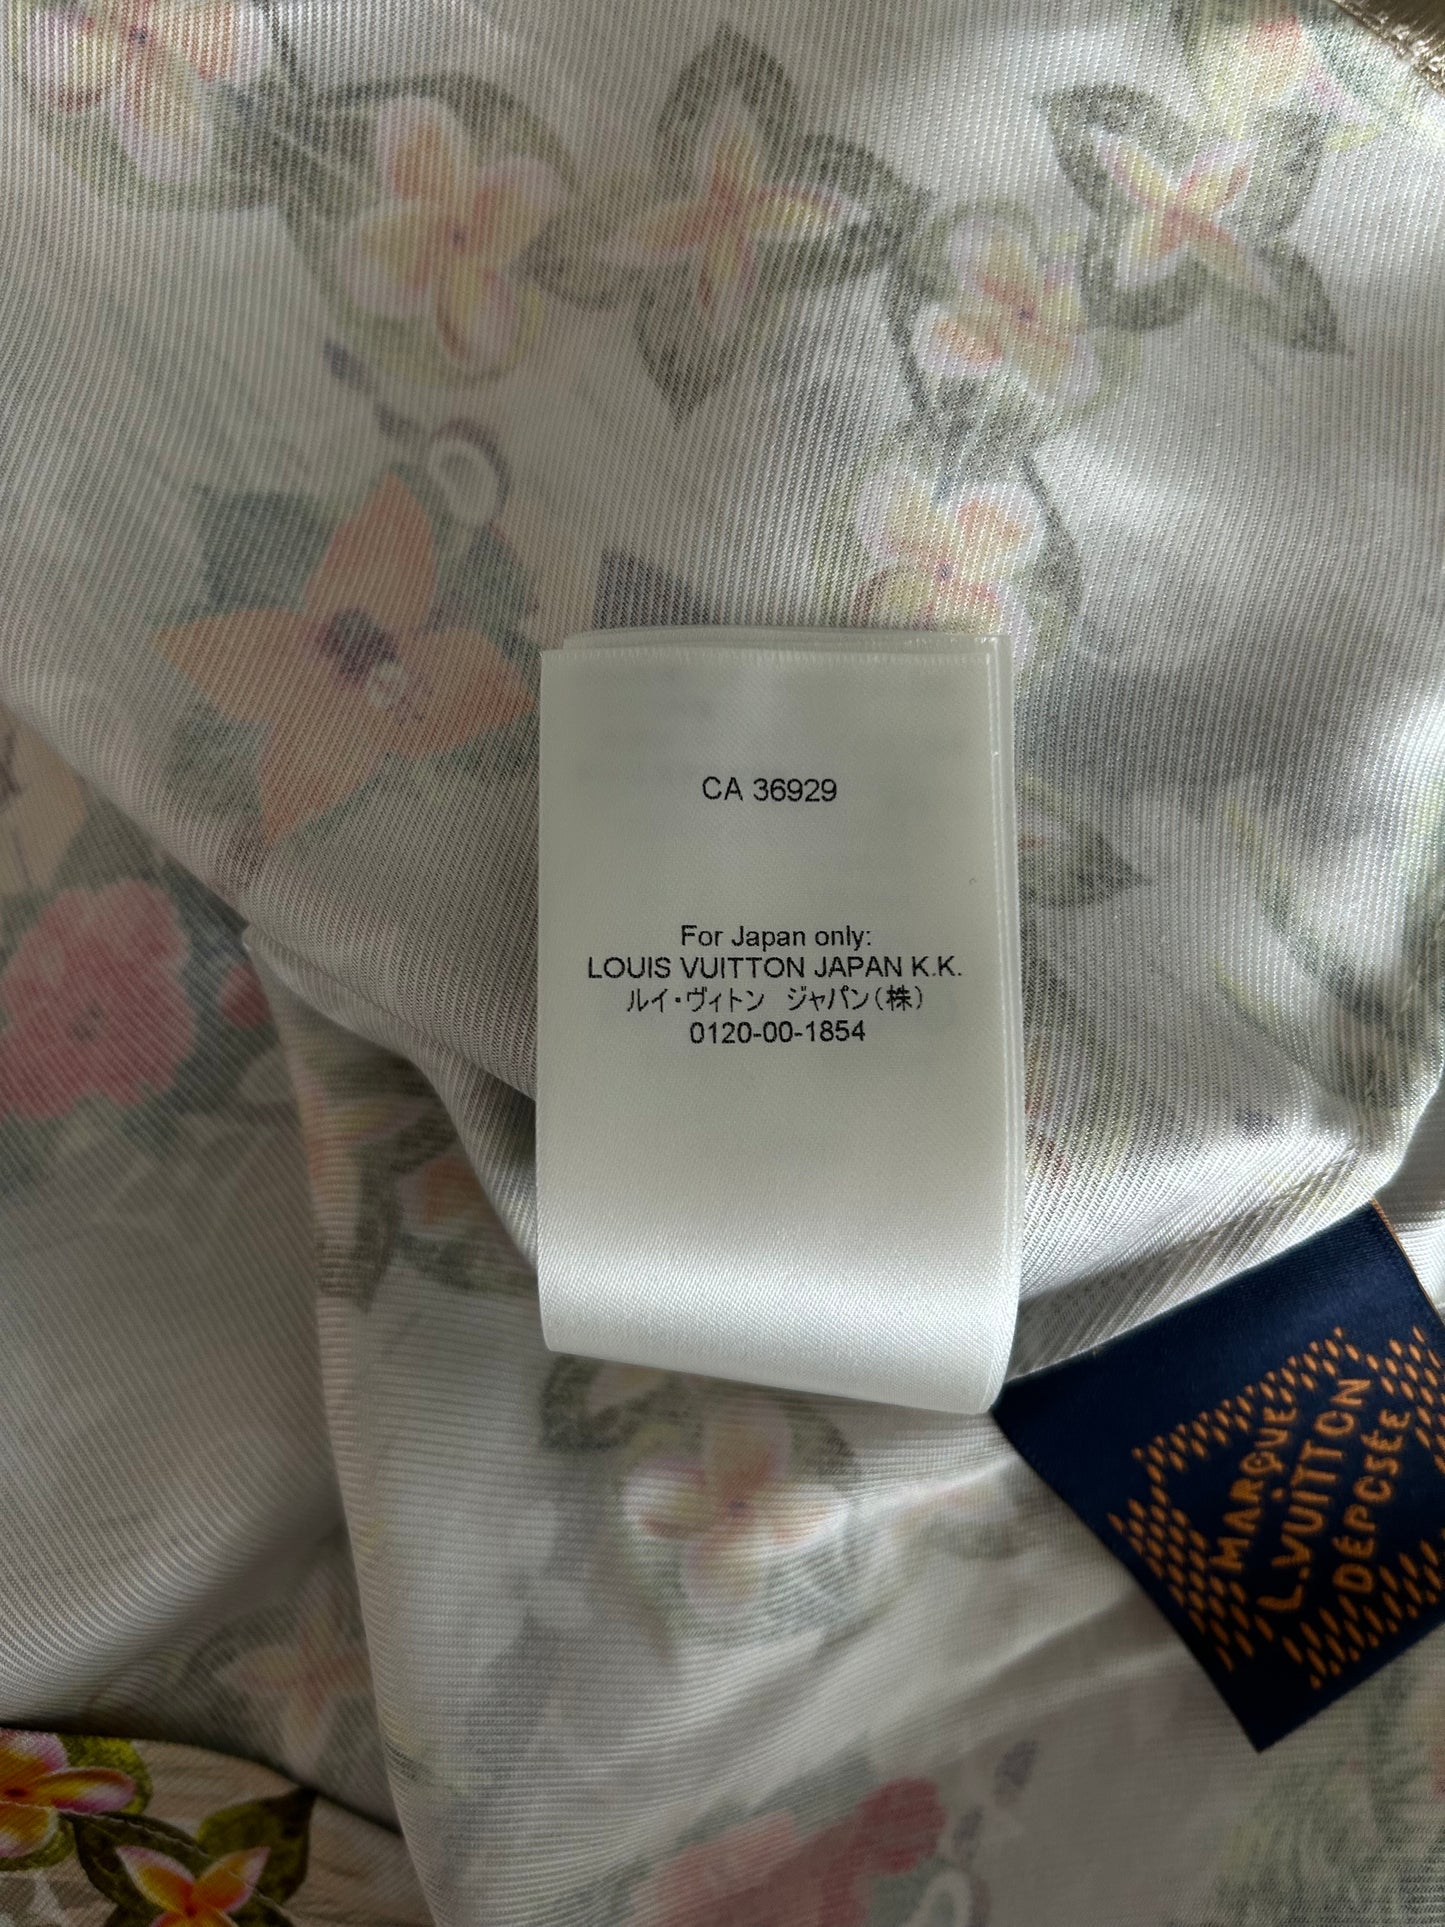 CA 36929
For Japan only:
LOUIS VUITTON JAPAN K.K.
ルイ・ヴィトン ジャパン(株)
0120-00-1854
MARQUE
L.VUITTON
DÉPOSÉE